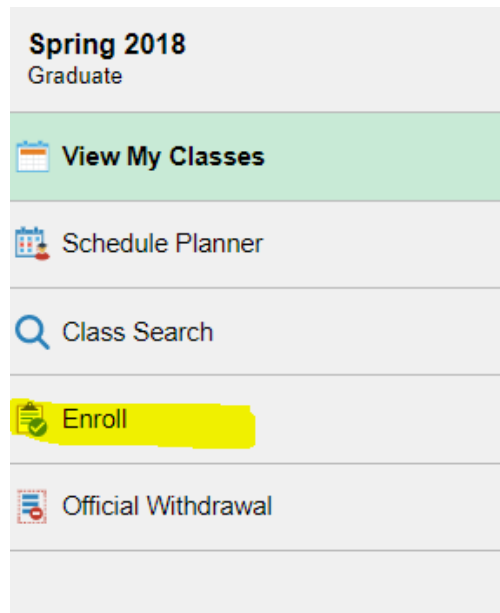 Spring 2018
Graduate
View My Classes
Schedule Planner
Class Search
Enroll
Official Withdrawal